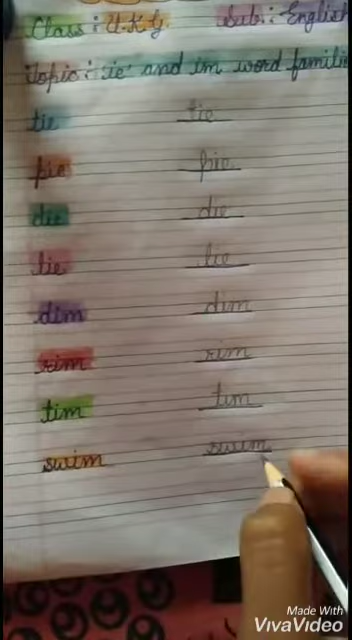 Class : U.K.G. Sub. : English
Topic : 'ie' and im word famili
tie tie
pie pie
die die
lie lie
dim dim
rim rim
tim tim
swim swim
Made With
VivaVideo